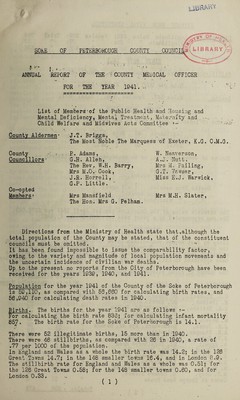 LIBRARY
SOKE OF PETERBOROUGH COUNTY COUNCIL
LIBRARY
ANNUAL REPORT OF THE COUNTY MEDICAL OFFICER
FOR THE YEAR 1941.
List of Members of the Public Health and Housing and
Mental Deficiency, Mental Treatment, Maternity and
Child Welfare and Midwives Acts Committee :-
County Aldermen J.T. Briggs,
The Most Noble The Marquess of Exeter, K.G. C.M.G.
County P. Adams, W. Hanverson,
Councillors G.H. Allen, A.J. Nutt.
The Rev. W.H. Barry, Mrs M. Palling,
Mrs M.O. Cook, G.T.
J.R. Horrell, Miss H.J. Warwick.
G.P. Little.
Co-opted
Members: Mrs Mansfield Mrs M.H. Slater.
The Hon. Mrs G. Pelham.
Directions from the Ministry of Health state that although the
total population of the County may be stated, that of the constituent
councils must be omitted
It has been found impossible to issue the comparability factor,
owing to the variety and magnitude of local population movements and
the uncertain incidence of civilian war deaths.
Up to the present no reports from the City of Peterborough have been
received for the years 1939, 1940, and 1941.
Population for the year 1941 of the County of the Soke of Peterborough
was as compared with for calculating birth rates, and
for calculating death rates in 1940.
Births. The births for the year 1941 are as follows :-
For calculating birth rate 832; for calculating infant mortality
857. The birth rate for the Soke of Peterborough is 14.1.
There were 52 illegitimate births, 15 more than in 1940.
There were 46 stillbirths, as compared with 26 in 1940, a rate of
.77 per 1000 of the population.
In England and Wales as a whole the birth rate was 14.2; in the 126
Great Towns 14.7; in the 148 smaller towns 16.4, and in London 8.9.
The stillbirth rate for England and Wales as a whole was 0.51; for
the 126 Great Towns 0.58; for the 148 smaller towns 0.60, and for
London 0.33.
( 1 )